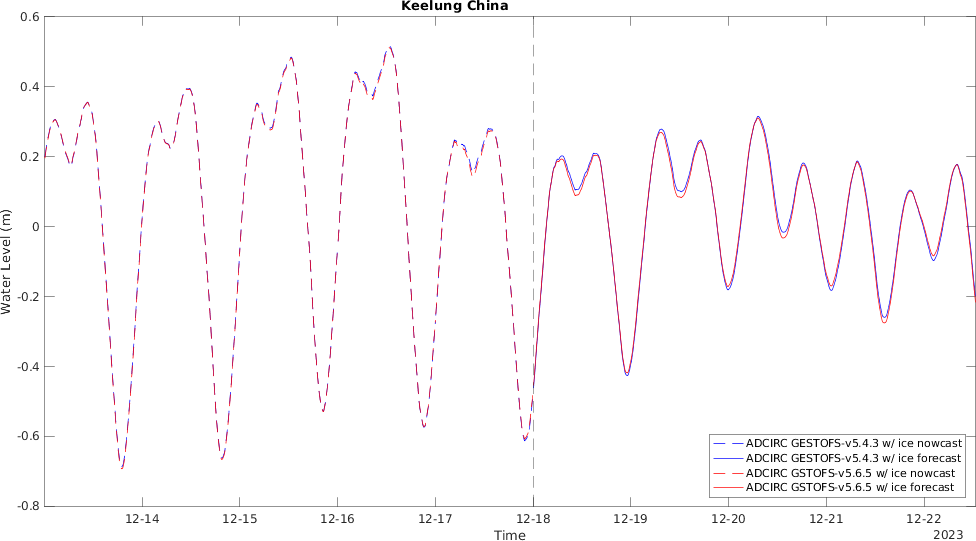 Keelung China
0.6
0.4
0.2
0
-0.2
-0.4
-0.6
-0.8
Water Level (m)
ADCIRC GESTOFS-v5.4.3 w/ ice nowcast
ADCIRC GESTOFS-v5.4.3 w/ ice forecast
ADCIRC GSTOFS-v5.6.5 w/ ice nowcast
ADCIRC GSTOFS-v5.6.5 w/ ice forecast
12-14 12-15 12-16 12-17 12-18 12-19 12-20 12-21 12-22
Time
2023